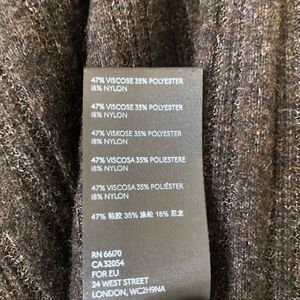 47% VISCOSE 35% POLYESTER
18% NYLON
47% VISCOSE 35% POLYESTER
18% NYLON
47% VISKOSE 35% POLYESTER
18% NYLON
47% VISCOSA 35% POLIESTERE
18% NYLON
47% VISCOSA 35% POLIÉSTER
18% NYLON
47% 粘胶 35% 涤纶 18% 尼龙
RN 66170
CA 32054
FOR EU
24 WEST STREET
LONDON, WC2H9NA